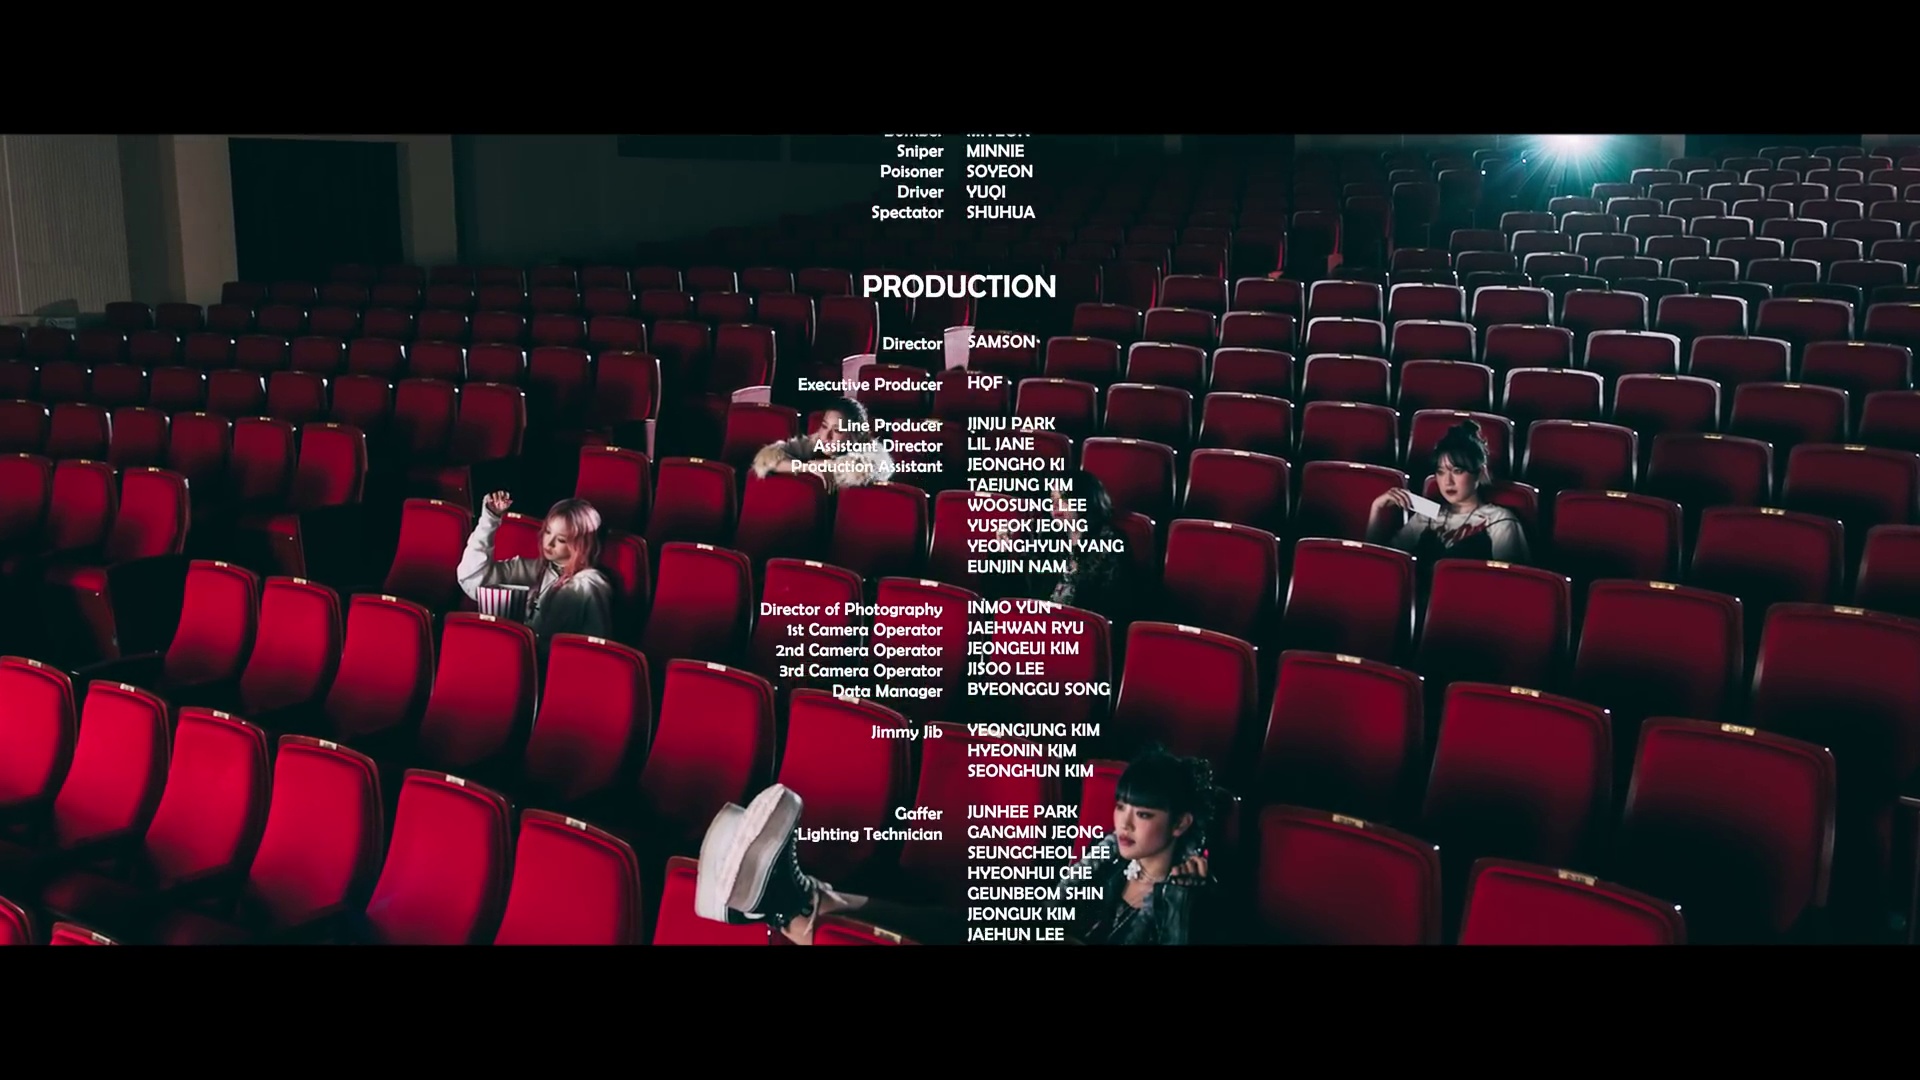 Bomber MIYEON
Sniper MINNIE
Poisoner SOYEON
Driver YUQI
Spectator SHUHUA
PRODUCTION
Director SAMSON
Executive Producer HQF
Line Producer JINJU PARK
Assistant Director LIL JANE
Production Assistant JEONGHO KI
TAEJUNG KIM
WOOSUNG LEE
YUSEOK JEONG
YEONGHYUN YANG
EUNJIN NAM
Director of Photography INMO YUN
1st Camera Operator JAEHWAN RYU
2nd Camera Operator JEONGEUI KIM
3rd Camera Operator JISOO LEE
Data Manager BYEONGGU SONG
Jimmy Jib YEONGJUNG KIM
HYEONIN KIM
SEONGHUN KIM
Gaffer JUNHEE PARK
Lighting Technician GANGMIN JEONG
SEUNGCHEOL LEE
HYEONHUI CHE
GEUNBEOM SHIN
JEONGUK KIM
JAEHUN LEE